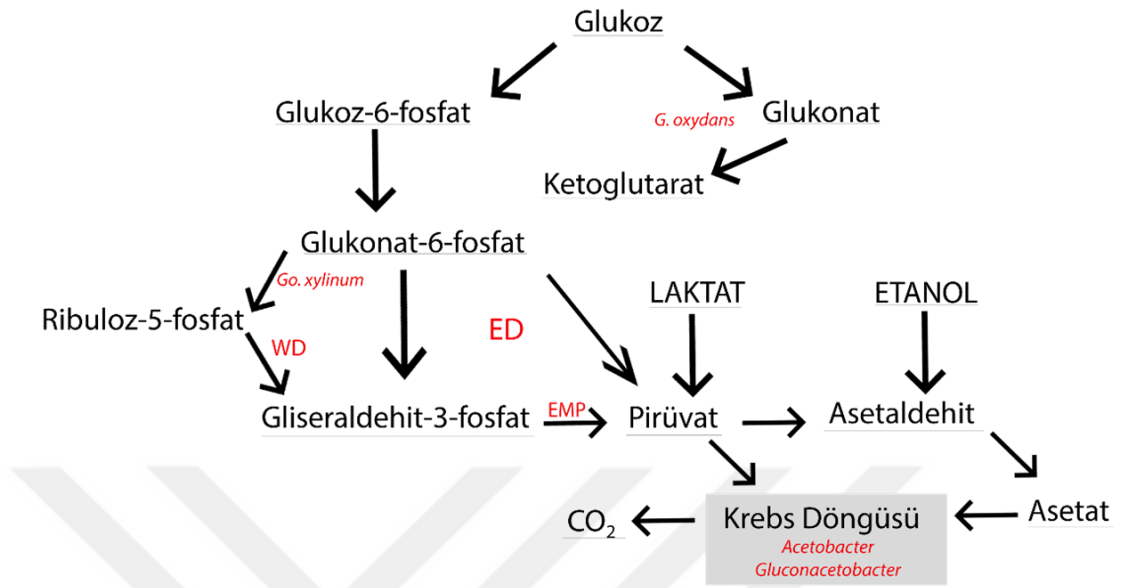 Glukoz
Glukoz-6-fosfat
G. oxydans
Glukonat
Ketoglutarat
Glukonat-6-fosfat
Go. xylinum
LAKTAT
ETANOL
Ribuloz-5-fosfat
WD
ED
Gliseraldehit-3-fosfat
EMP
Pirüvat
Asetaldehit
CO₂
Krebs Döngüsü
Asetat
Acetobacter
Gluconacetobacter